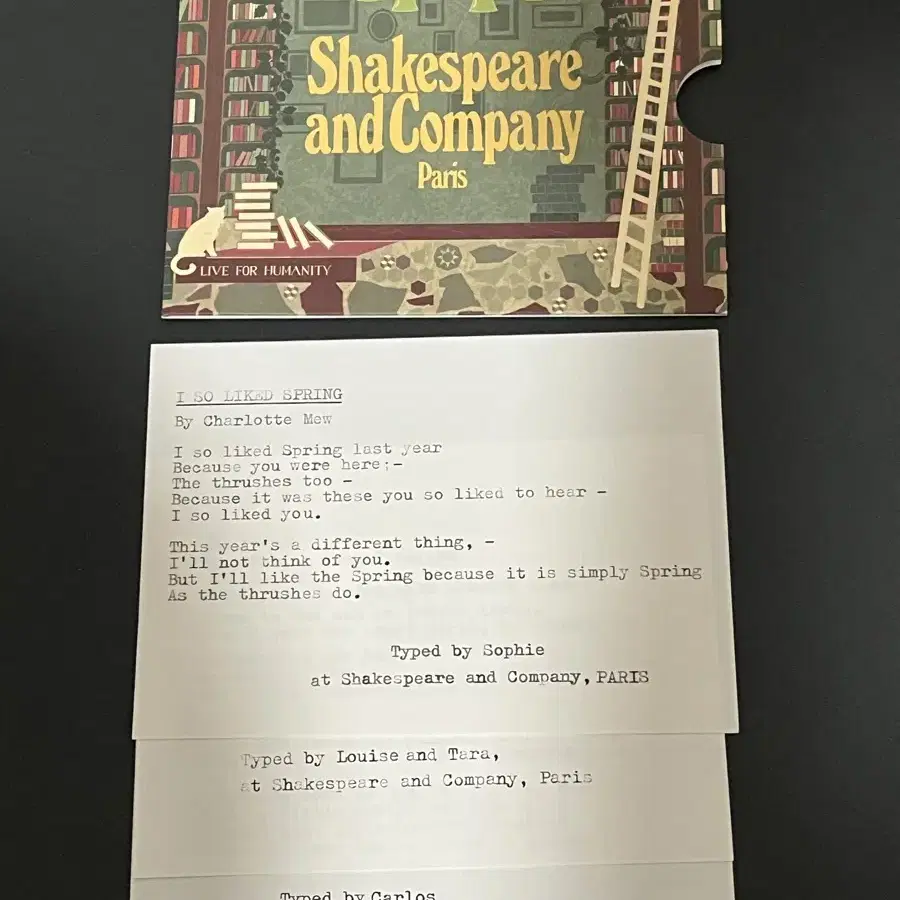 Shakespeare
and Company
Paris
LIVE FOR HUMANITY
I SO LIKED SPRING
By Charlotte Mew
I so liked Spring last year
Because you were here;-
The thrushes too -
Because it was these you so liked to hear -
I so liked you.
This year's a different thing, -
I'll not think of you.
But I'll like the Spring because it is simply Spring
As the thrushes do.
Typed by Sophie
at Shakespeare and Company, PARIS
Typed by Louise and Tara,
at Shakespeare and Company, Paris
Typed by Carlos